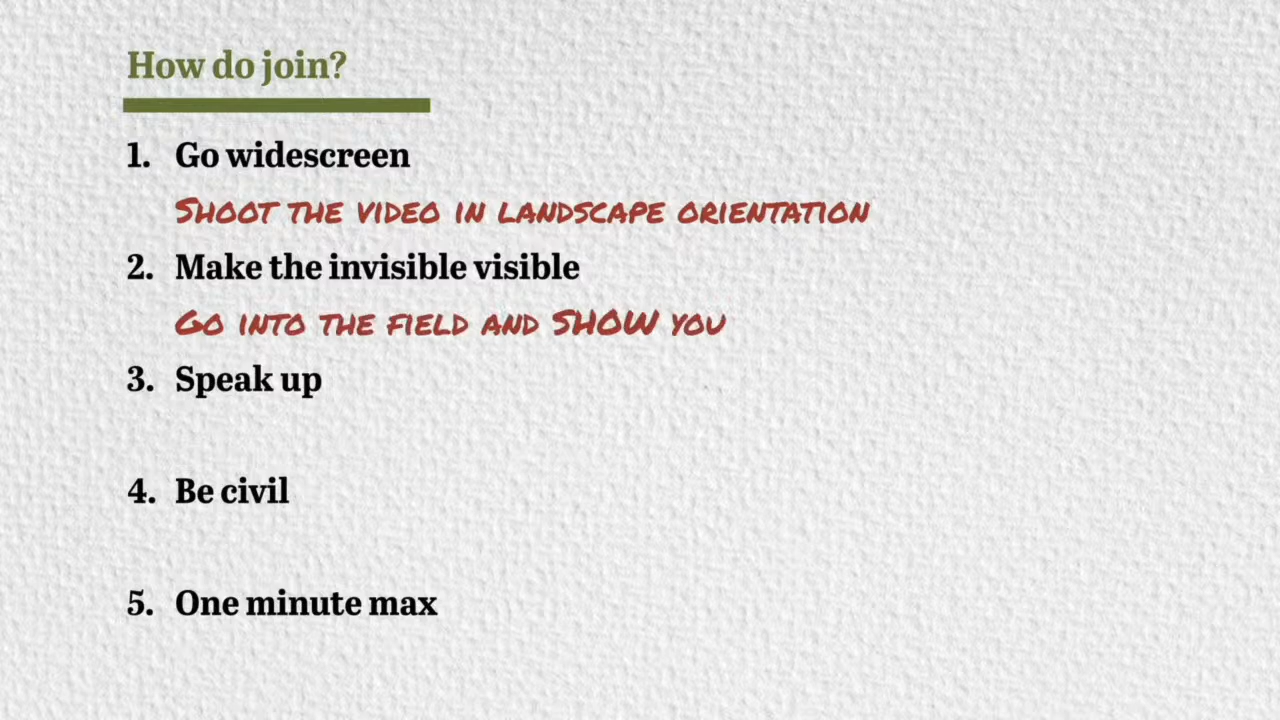 How do join?
1. Go widescreen
SHOOT THE VIDEO IN LANDSCAPE ORIENTATION
2. Make the invisible visible
GO INTO THE FIELD AND SHOW YOU
3. Speak up
4. Be civil
5. One minute max